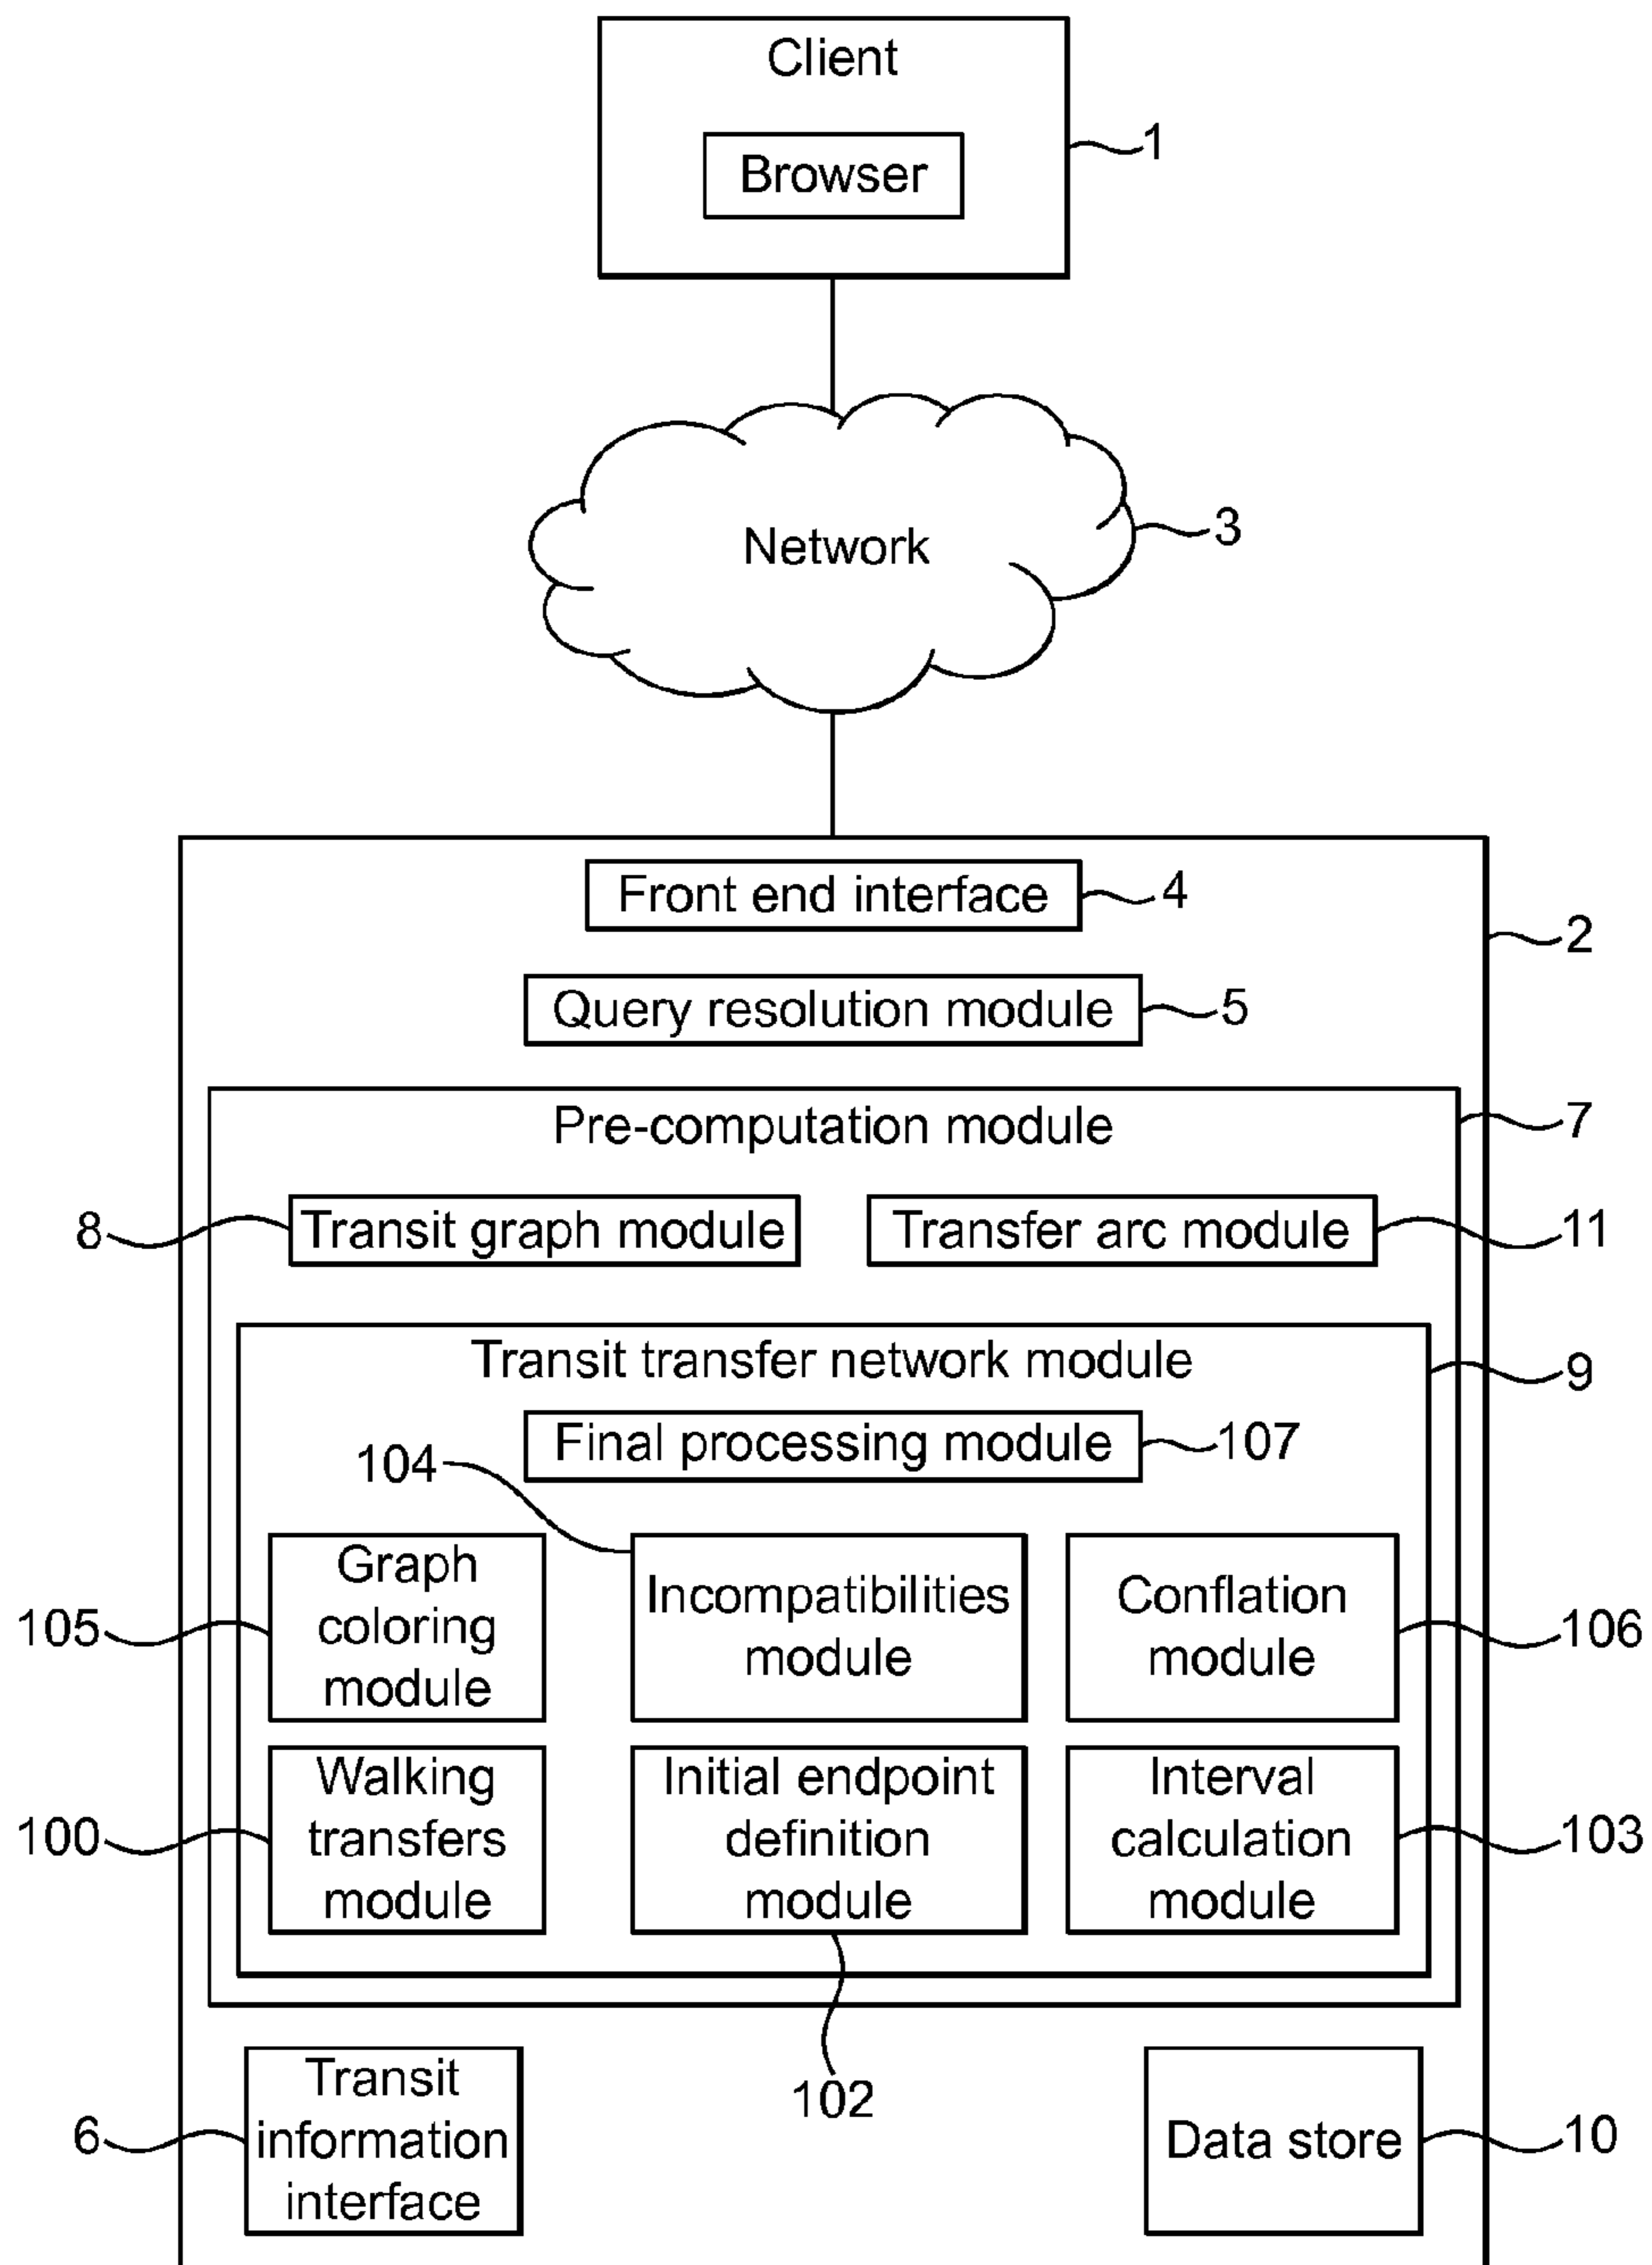 Client
Browser
1
Network
3
Front end interface
4
2
Query resolution module
5
Pre-computation module
7
8
Transit graph module
Transfer arc module
11
Transit transfer network module
9
Final processing module
107
104
Graph
coloring
module
105
Incompatibilities
module
Conflation
module
106
Walking
transfers
module
100
Initial endpoint
definition
module
Interval
calculation
module
103
102
Transit
information
interface
6
Data store
10